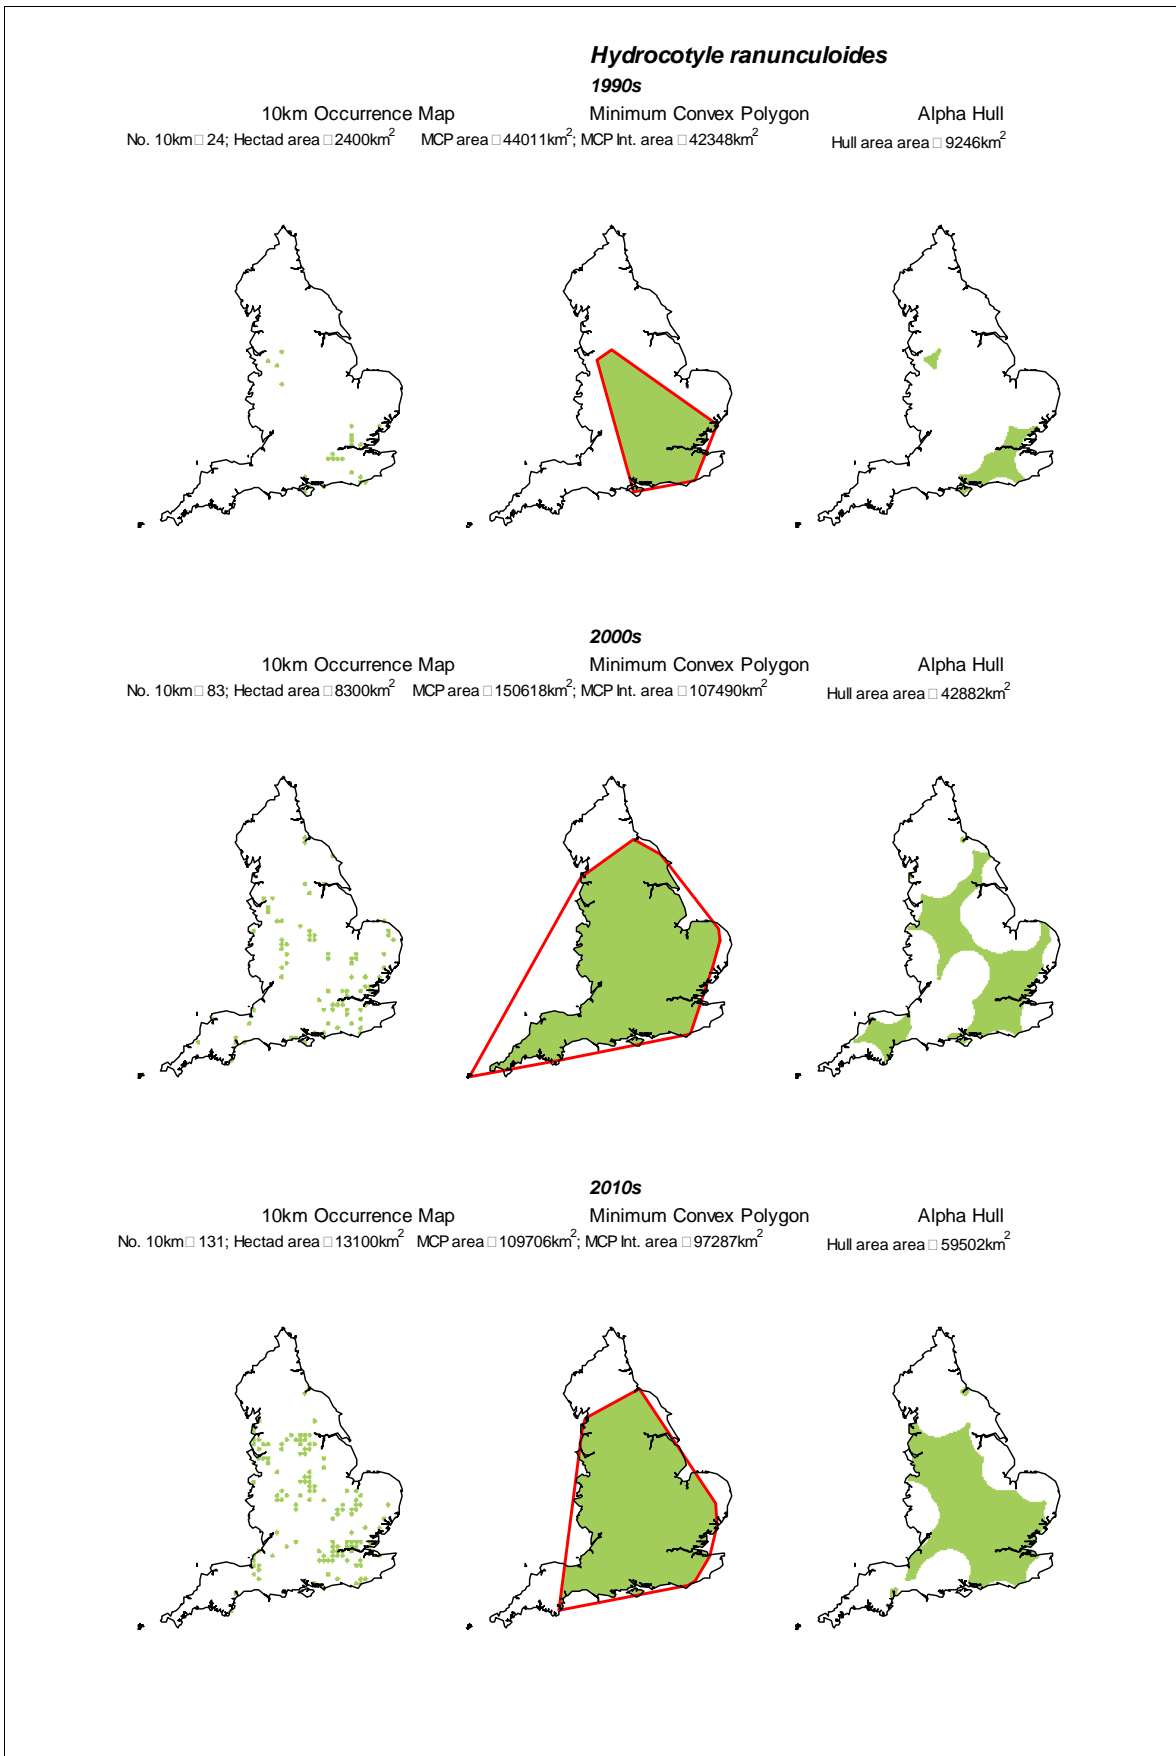 Hydrocotyle ranunculoides
1990s
10km Occurrence Map Minimum Convex Polygon Alpha Hull
No. 10km□ 24; Hectad area □2400km² MCP area □44011km²; MCP Int. area □42348km² Hull area area □9246km²
2000s
10km Occurrence Map Minimum Convex Polygon Alpha Hull
No. 10km□ 83; Hectad area □8300km² MCP area □150618km²; MCP Int. area □107490km² Hull area area □42882km²
2010s
10km Occurrence Map Minimum Convex Polygon Alpha Hull
No. 10km□ 131; Hectad area □13100km² MCP area □109706km²; MCP Int. area □97287km² Hull area area □59502km²